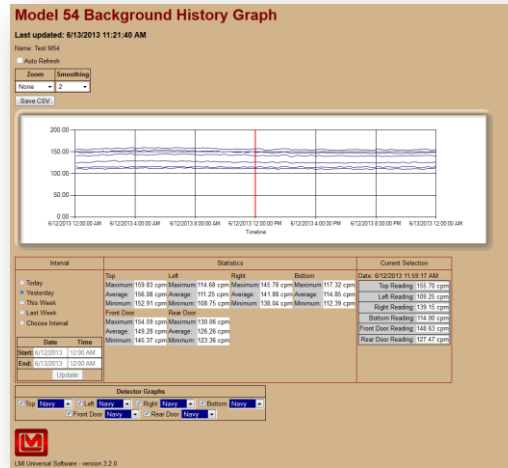 Model 54 Background History Graph
Last updated: 6/13/2013 11:21:40 AM
Name: Test M54
Auto Refresh
Zoom Smoothing
None 2
Save CSV
200.00
150.00
100.00
50.00
0.00
6/12/2013 12:00:00 AM 6/12/2013 4:00:00 AM 6/12/2013 8:00:00 AM 6/12/2013 12:00:00 PM 6/12/2013 4:00:00 PM 6/12/2013 8:00:00 PM 6/13/2013 12:00:00 AM
Timeline
Interval Statistics Current Selection
Today
Yesterday
This Week
Last Week
Choose Interval
Date Time
Start: 6/12/2013 12:00 AM
End: 6/13/2013 12:00 AM
Update
Top Left Right Bottom
Maximum: 159.83 cpm Maximum: 114.68 cpm Maximum: 145.78 cpm Maximum: 117.32 cpm
Average: 156.08 cpm Average: 111.25 cpm Average: 141.88 cpm Average: 114.85 cpm
Minimum: 152.91 cpm Minimum: 108.75 cpm Minimum: 138.04 cpm Minimum: 112.39 cpm
Front Door Rear Door
Maximum: 154.59 cpm Maximum: 130.06 cpm
Average: 149.28 cpm Average: 126.26 cpm
Minimum: 145.37 cpm Minimum: 123.36 cpm
Date: 6/12/2013 11:59:17 AM
Top Reading: 155.70 cpm
Left Reading: 109.25 cpm
Right Reading: 139.15 cpm
Bottom Reading: 114.00 cpm
Front Door Reading: 148.63 cpm
Rear Door Reading: 127.47 cpm
Detector Graphs
Top Navy Left Navy Right Navy Bottom Navy
Front Door Navy Rear Door Navy
LMI Universal Software - version 3.2.0